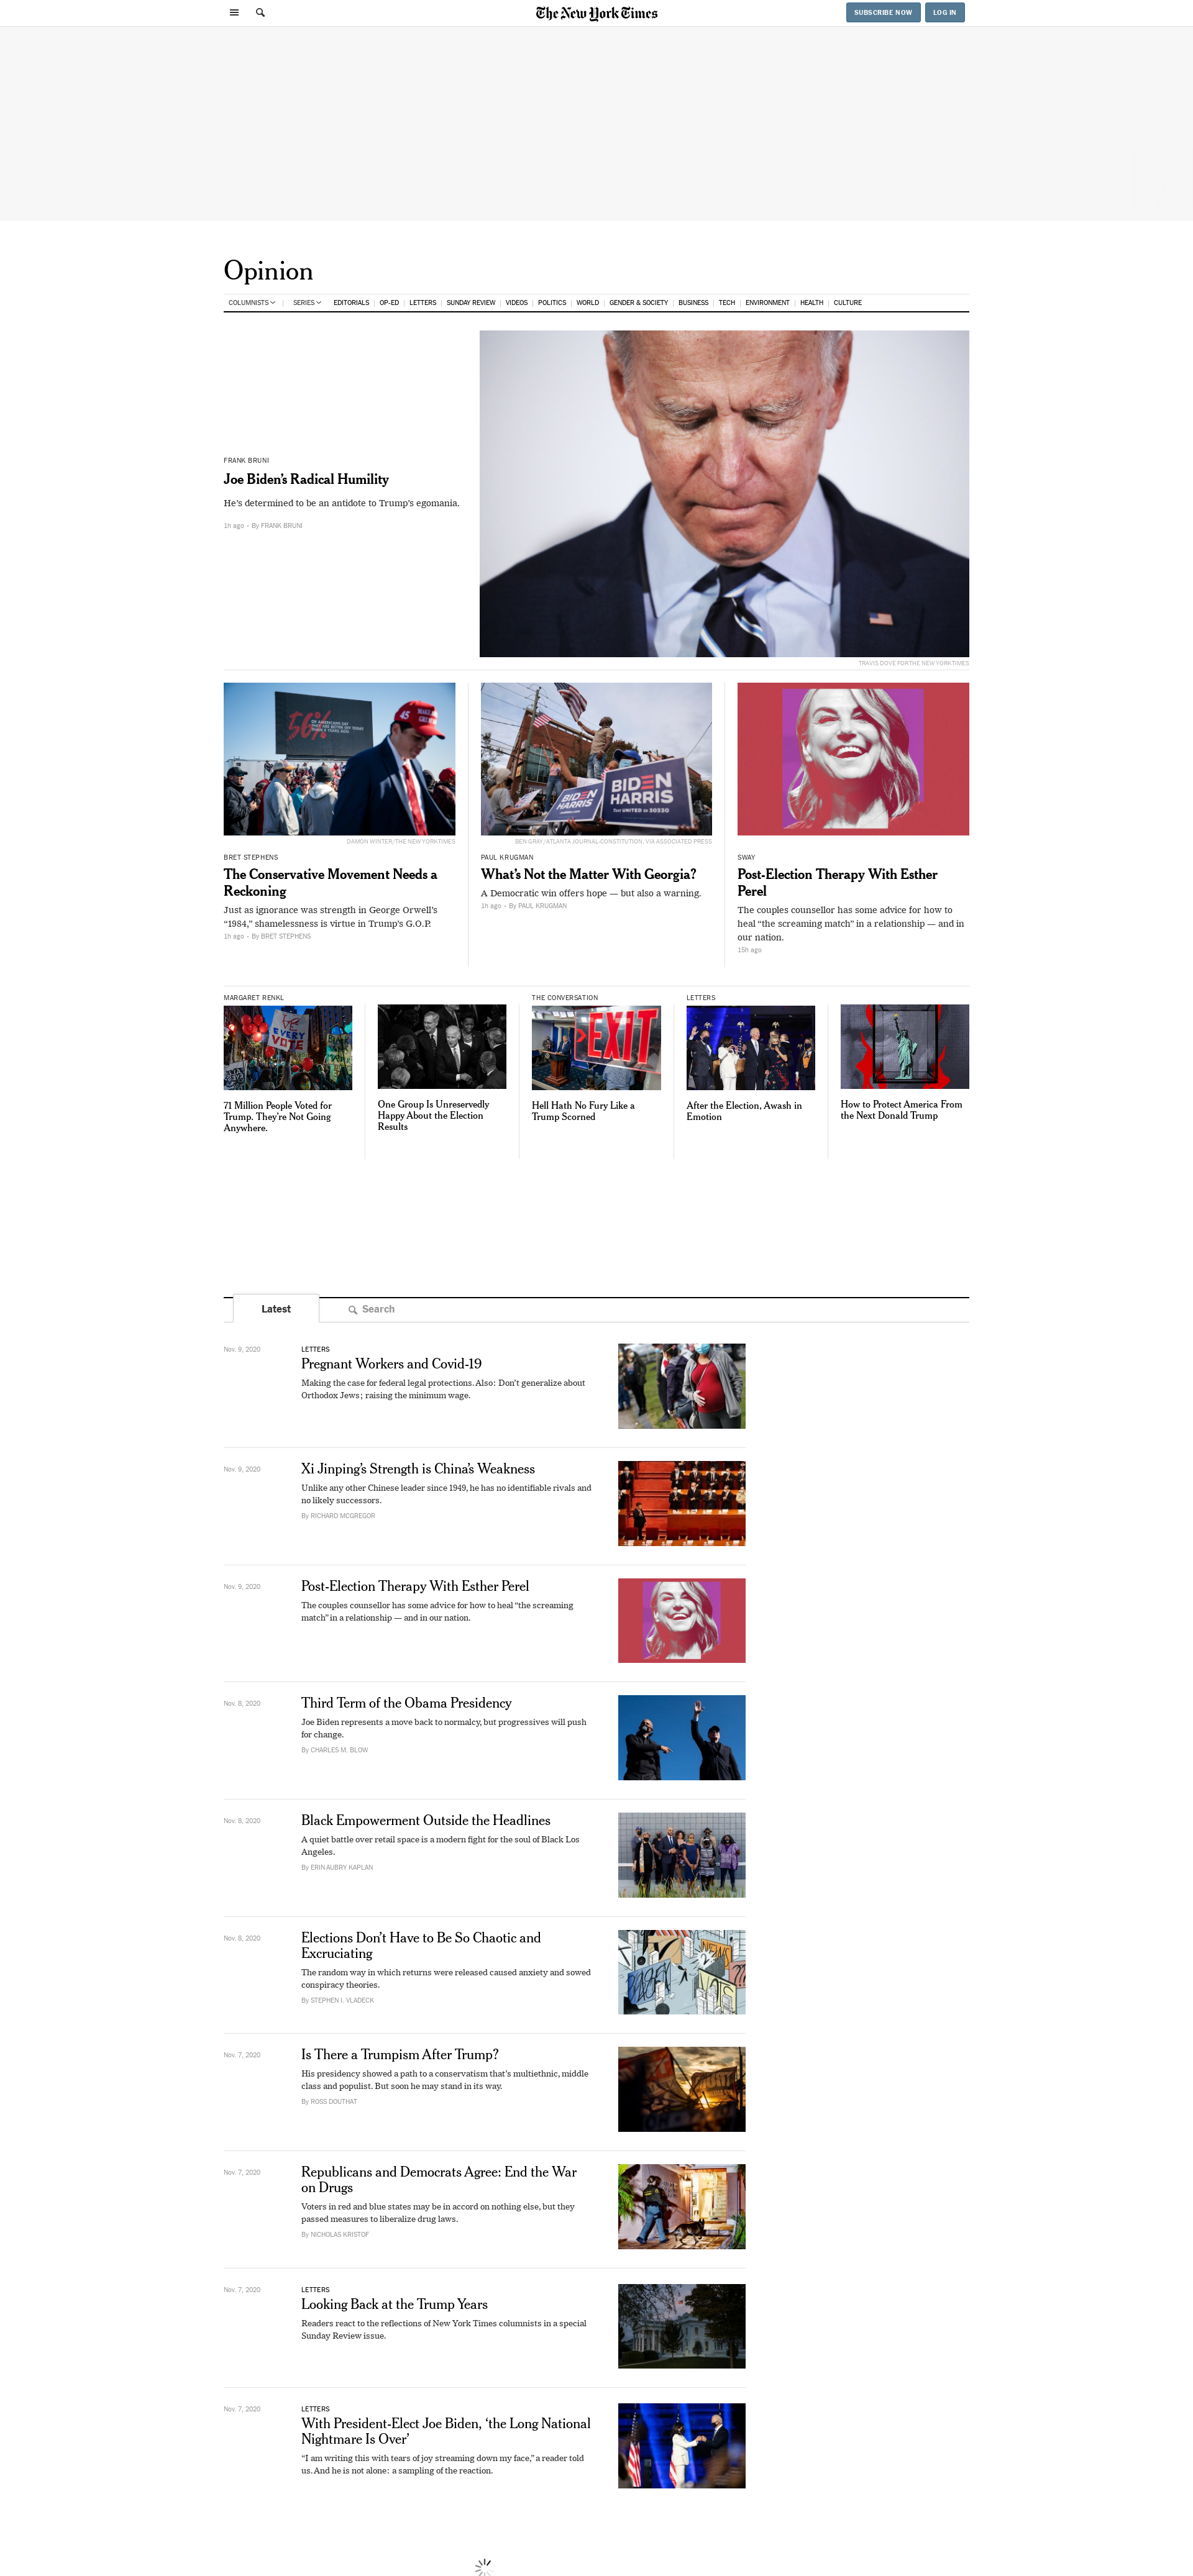 The New York Times
SUBSCRIBE NOW
LOG IN
Opinion
COLUMNISTS | SERIES EDITORIALS | OP-ED | LETTERS | SUNDAY REVIEW | VIDEOS | POLITICS | WORLD | GENDER & SOCIETY | BUSINESS | TECH | ENVIRONMENT | HEALTH | CULTURE
FRANK BRUNI
Joe Biden’s Radical Humility
He’s determined to be an antidote to Trump’s egomania.
1h ago • By FRANK BRUNI
TRAVIS DOVE FOR THE NEW YORK TIMES
56%
45
DAMON WINTER/THE NEW YORK TIMES
BRET STEPHENS
The Conservative Movement Needs a
Reckoning
Just as ignorance was strength in George Orwell’s
“1984,” shamelessness is virtue in Trump’s G.O.P.
1h ago • By BRET STEPHENS
BIDEN
HARRIS
BIDEN
HARRIS
Text UNITED to 30330
BEN GRAY/ATLANTA JOURNAL-CONSTITUTION, VIA ASSOCIATED PRESS
PAUL KRUGMAN
What’s Not the Matter With Georgia?
A Democratic win offers hope — but also a warning.
1h ago • By PAUL KRUGMAN
SWAY
Post-Election Therapy With Esther
Perel
The couples counsellor has some advice for how to
heal “the screaming match” in a relationship — and in
our nation.
15h ago
MARGARET RENKL
EVERY
VOTE
71 Million People Voted for
Trump. They’re Not Going
Anywhere.
One Group Is Unreservedly
Happy About the Election
Results
THE CONVERSATION
EXIT
Hell Hath No Fury Like a
Trump Scorned
LETTERS
After the Election, Awash in
Emotion
How to Protect America From
the Next Donald Trump
Latest
Search
Nov. 9, 2020
LETTERS
Pregnant Workers and Covid-19
Making the case for federal legal protections. Also: Don’t generalize about
Orthodox Jews; raising the minimum wage.
Nov. 9, 2020
Xi Jinping’s Strength is China’s Weakness
Unlike any other Chinese leader since 1949, he has no identifiable rivals and
no likely successors.
By RICHARD MCGREGOR
Nov. 9, 2020
Post-Election Therapy With Esther Perel
The couples counsellor has some advice for how to heal “the screaming
match” in a relationship — and in our nation.
Nov. 8, 2020
Third Term of the Obama Presidency
Joe Biden represents a move back to normalcy, but progressives will push
for change.
By CHARLES M. BLOW
Nov. 8, 2020
Black Empowerment Outside the Headlines
A quiet battle over retail space is a modern fight for the soul of Black Los
Angeles.
By ERIN AUBRY KAPLAN
Nov. 8, 2020
Elections Don’t Have to Be So Chaotic and
Excruciating
The random way in which returns were released caused anxiety and sowed
conspiracy theories.
By STEPHEN I. VLADECK
Nov. 7, 2020
Is There a Trumpism After Trump?
His presidency showed a path to a conservatism that’s multiethnic, middle
class and populist. But soon he may stand in its way.
By ROSS DOUTHAT
Nov. 7, 2020
Republicans and Democrats Agree: End the War
on Drugs
Voters in red and blue states may be in accord on nothing else, but they
passed measures to liberalize drug laws.
By NICHOLAS KRISTOF
Nov. 7, 2020
LETTERS
Looking Back at the Trump Years
Readers react to the reflections of New York Times columnists in a special
Sunday Review issue.
Nov. 7, 2020
LETTERS
With President-Elect Joe Biden, ‘the Long National
Nightmare Is Over’
“I am writing this with tears of joy streaming down my face,” a reader told
us. And he is not alone: a sampling of the reaction.